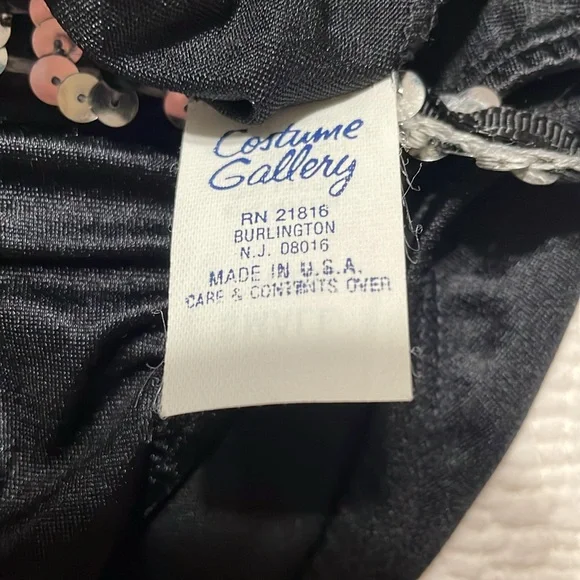 Costume
Gallery
RN 21816
BURLINGTON
N.J. 08016
MADE IN U.S.A.
CARE & CONTENTS OVER